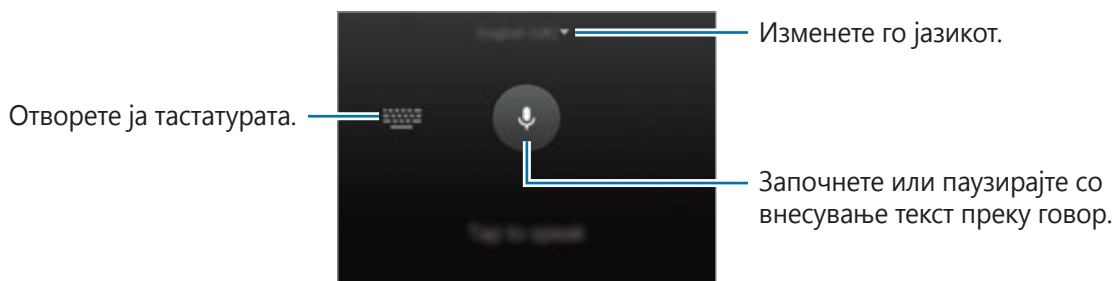 Изменете го јазикот.
Отворете ја тастатурата.
Започнете или паузирајте со
внесување текст преку говор.